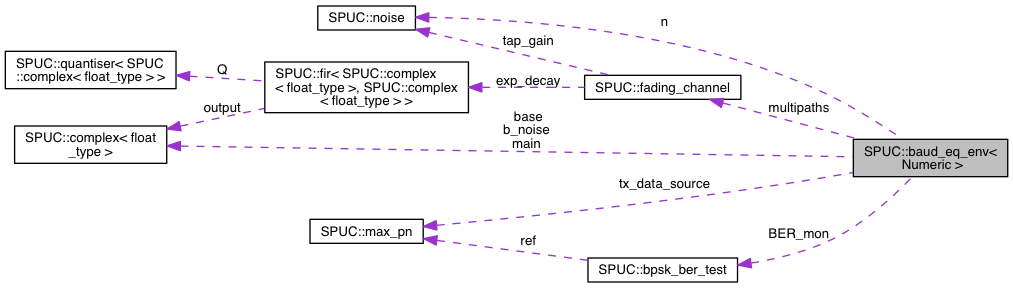 SPUC::noise
n
tap_gain
SPUC::quantiser< SPUC
::complex< float_type > >
Q
SPUC::fir< SPUC::complex
< float_type >, SPUC::complex
< float_type > >
exp_decay
SPUC::fading_channel
output
multipaths
SPUC::complex< float
_type >
base
b_noise
main
SPUC::baud_eq_env<
Numeric >
tx_data_source
SPUC::max_pn
ref
BER_mon
SPUC::bpsk_ber_test